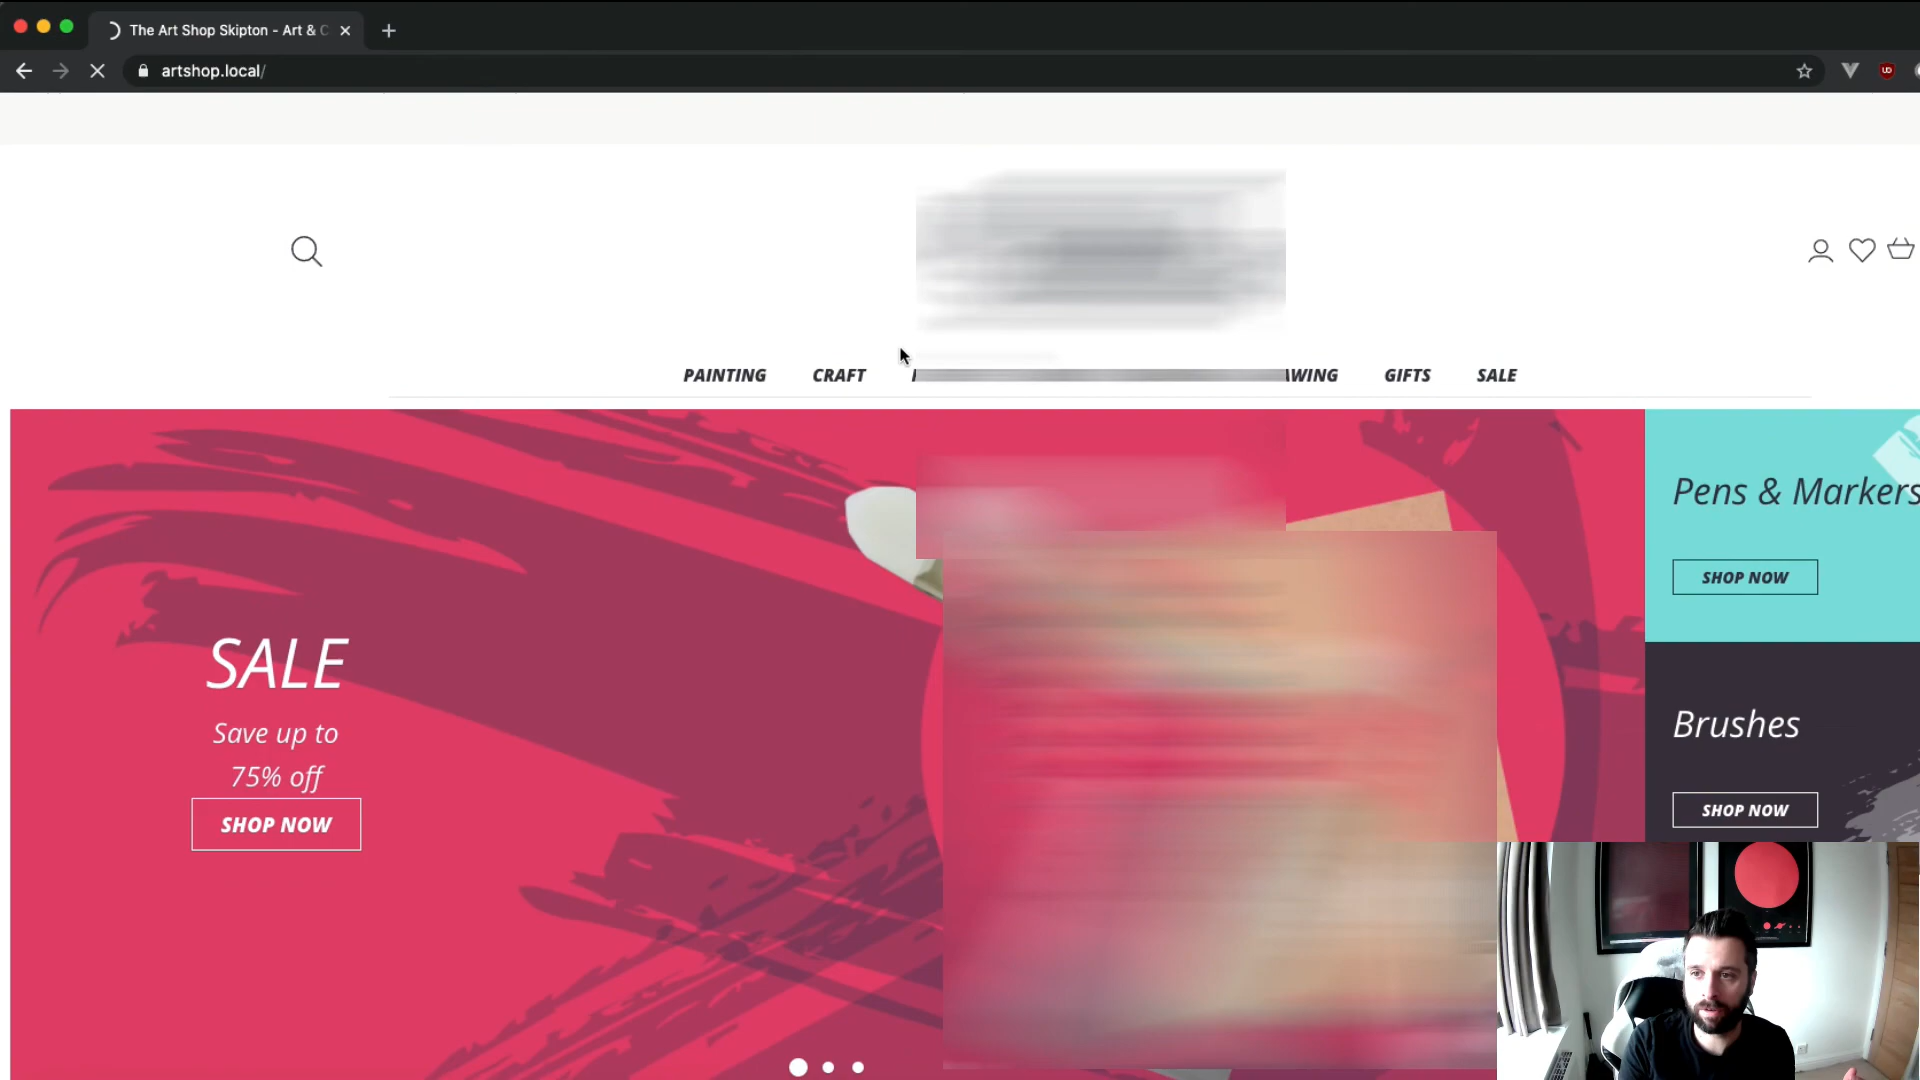 The Art Shop Skipton - Art & C
artshop.local/
PAINTING CRAFT GIFTS SALE
Pens & Markers
SHOP NOW
SALE
Save up to
75% off
SHOP NOW
Brushes
SHOP NOW